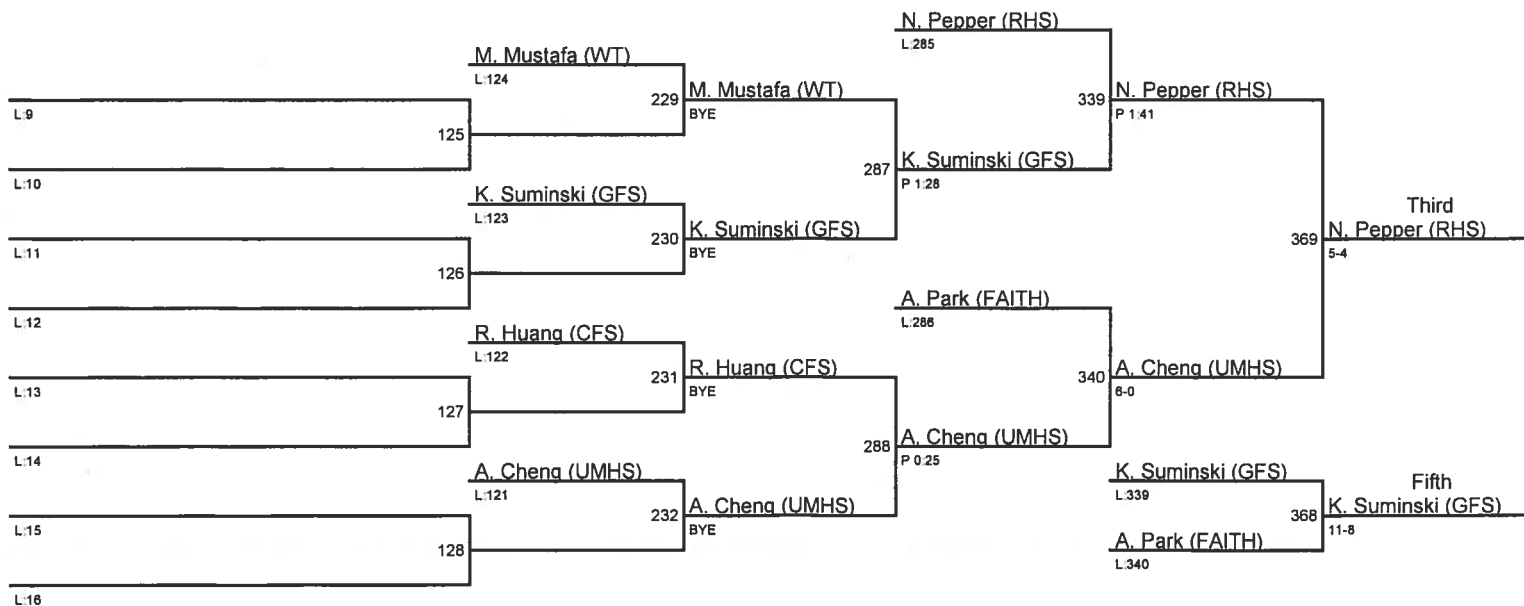 N. Pepper (RHS)
L:285
M. Mustafa (WT)
L:124
229
M. Mustafa (WT)
BYE
339
N. Pepper (RHS)
P 1:41
L:9
125
L:10
287
K. Suminski (GFS)
P 1:26
K. Suminski (GFS)
L:123
230
K. Suminski (GFS)
BYE
L:11
126
L:12
369
Third
N. Pepper (RHS)
5-4
A. Park (FAITH)
L:286
R. Huang (CFS)
L:122
231
R. Huang (CFS)
BYE
340
A. Cheng (UMHS)
6-0
L:13
127
L:14
288
A. Cheng (UMHS)
P 0:25
A. Cheng (UMHS)
L:121
232
A. Cheng (UMHS)
BYE
L:15
128
L:16
K. Suminski (GFS)
L:339
368
Fifth
K. Suminski (GFS)
11-8
A. Park (FAITH)
L:340